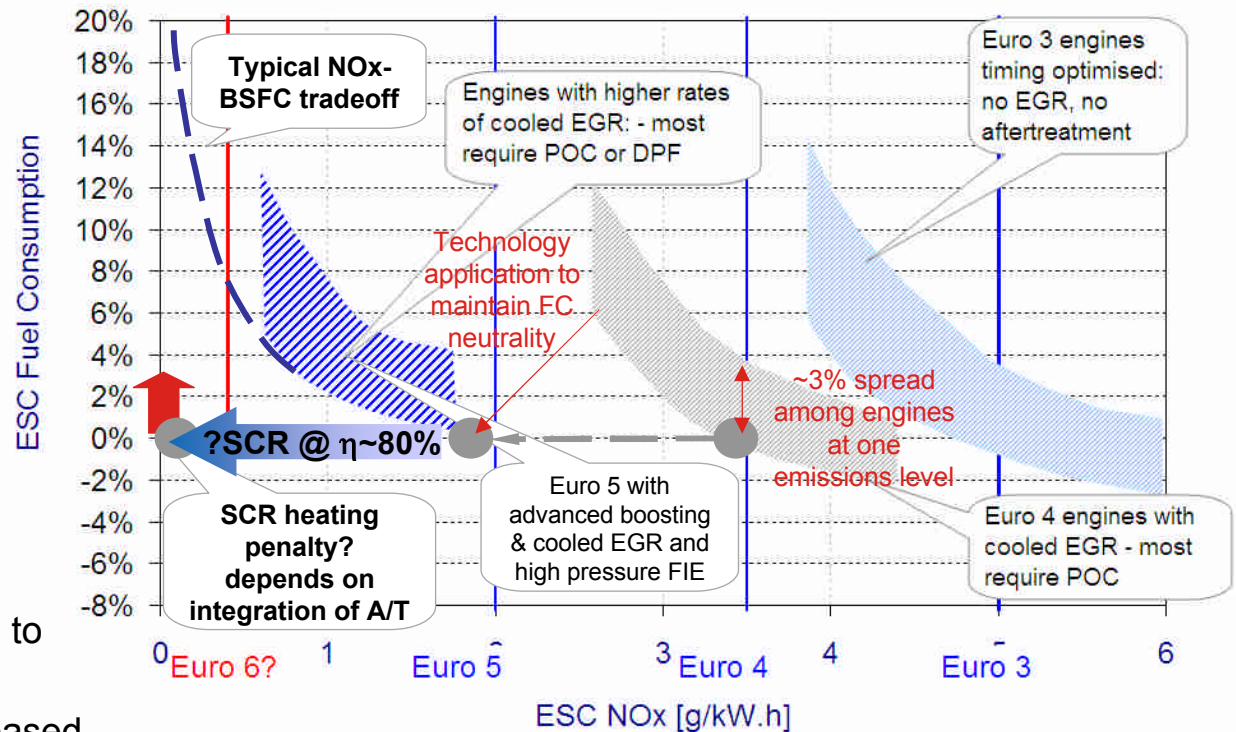 20%
18%
16%
14%
12%
10%
8%
6%
4%
2%
0%
-2%
-4%
-6%
-8%
ESC Fuel Consumption
Typical NOx-
BSFC tradeoff
Engines with higher rates
of cooled EGR: - most
require POC or DPF
Euro 3 engines
timing optimised:
no EGR, no
aftertreatment
Technology
application to
maintain FC
neutrality
~3% spread
among engines
at one
emissions level
?SCR @ η~80%
SCR heating
penalty?
depends on
integration of A/T
Euro 5 with
advanced boosting
& cooled EGR and
high pressure FIE
Euro 4 engines with
cooled EGR - most
require POC
to
0 1 3 4 6
Euro 6? Euro 5 Euro 4 Euro 3
ESC NOx [g/kW.h]